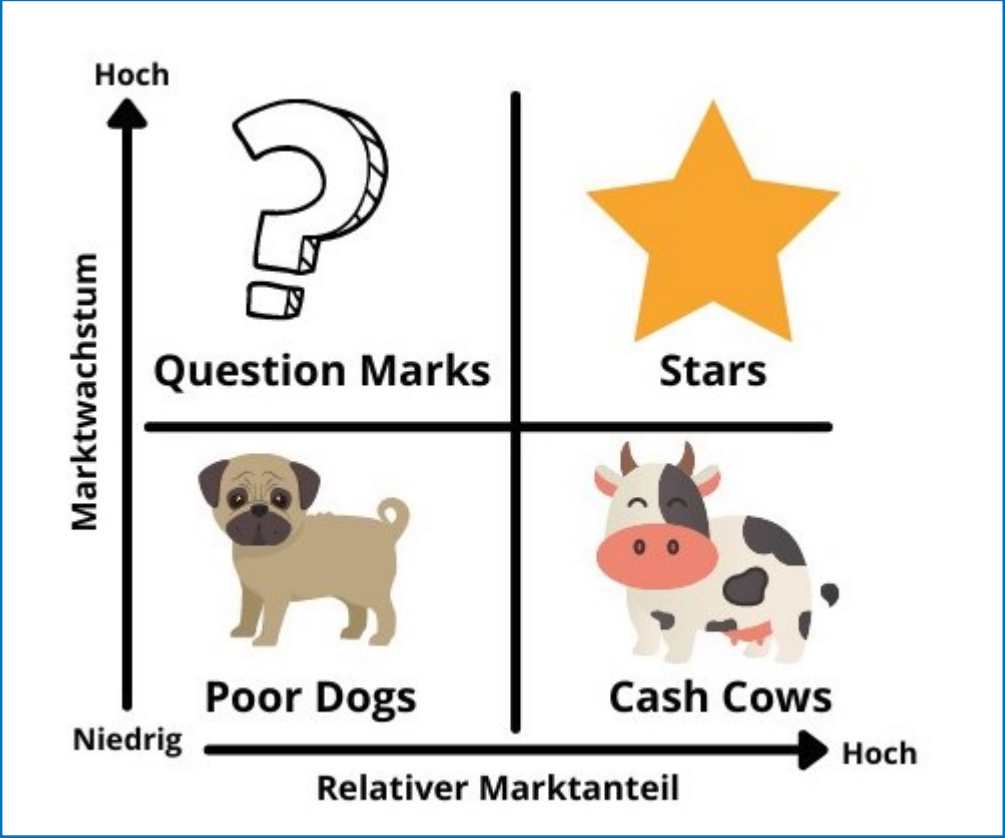 Hoch
Marktwachstum
Question Marks
Stars
Poor Dogs
Cash Cows
Niedrig
Hoch
Relativer Marktanteil